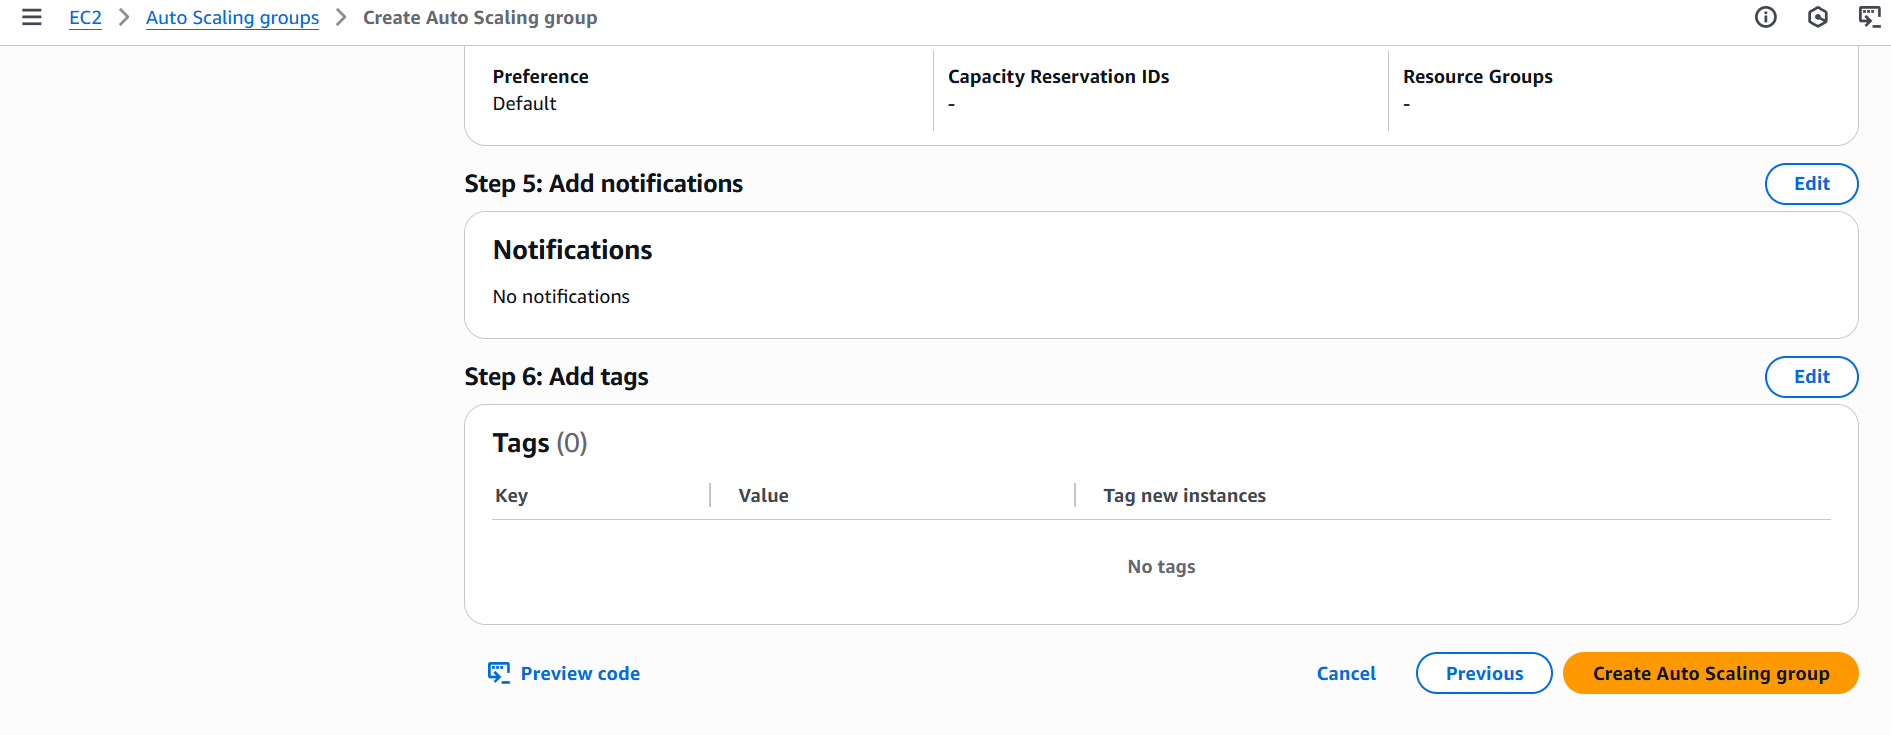 EC2 Auto Scaling groups Create Auto Scaling group
Preference Capacity Reservation IDs Resource Groups
Default - -
Step 5: Add notifications Edit
Notifications
No notifications
Step 6: Add tags Edit
Tags (0)
Key Value Tag new instances
No tags
Preview code Cancel Previous Create Auto Scaling group